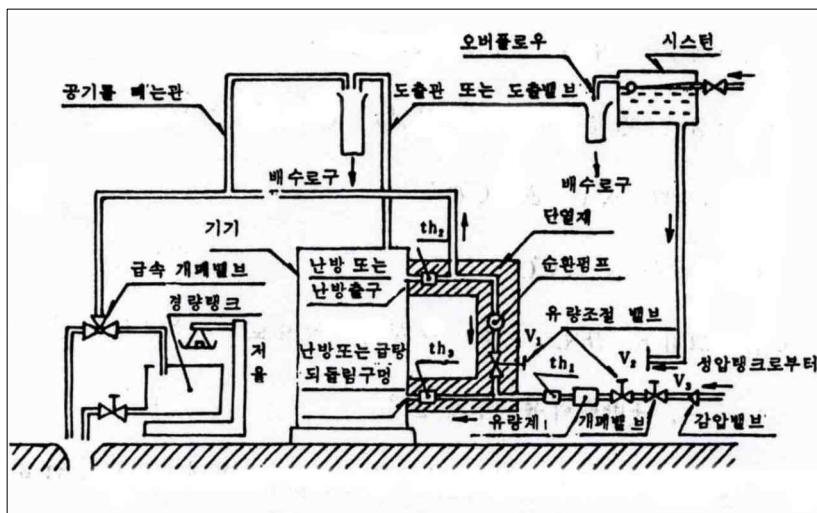 오버플로우
시스턴
공기를 빼는관
도출관 또는 도출밸브
배수로구
배수로구
th₂
단열재
기기
순환펌프
급속 개폐밸브
난방 또는
난방출구
경량탱크
유량조절 밸브
V₁
저울
난방또는급탕
되돌림구멍
th₃
th₁
V₂
정압탱크로부터
V₃
유량계
개폐밸브
감압밸브